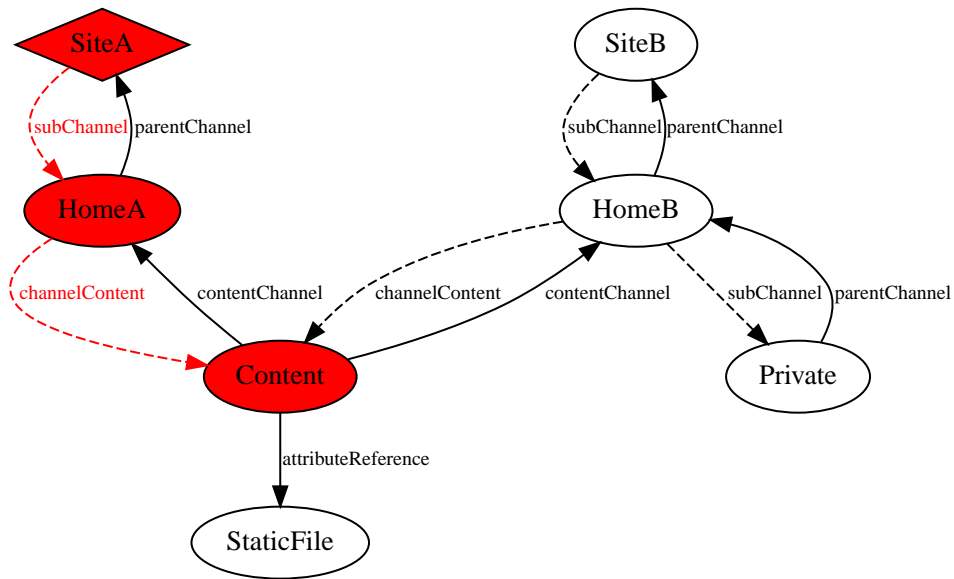 SiteA
SiteB
subChannel
parentChannel
subChannel
parentChannel
HomeA
HomeB
channelContent
contentChannel
channelContent
contentChannel
subChannel
parentChannel
Content
Private
attributeReference
StaticFile